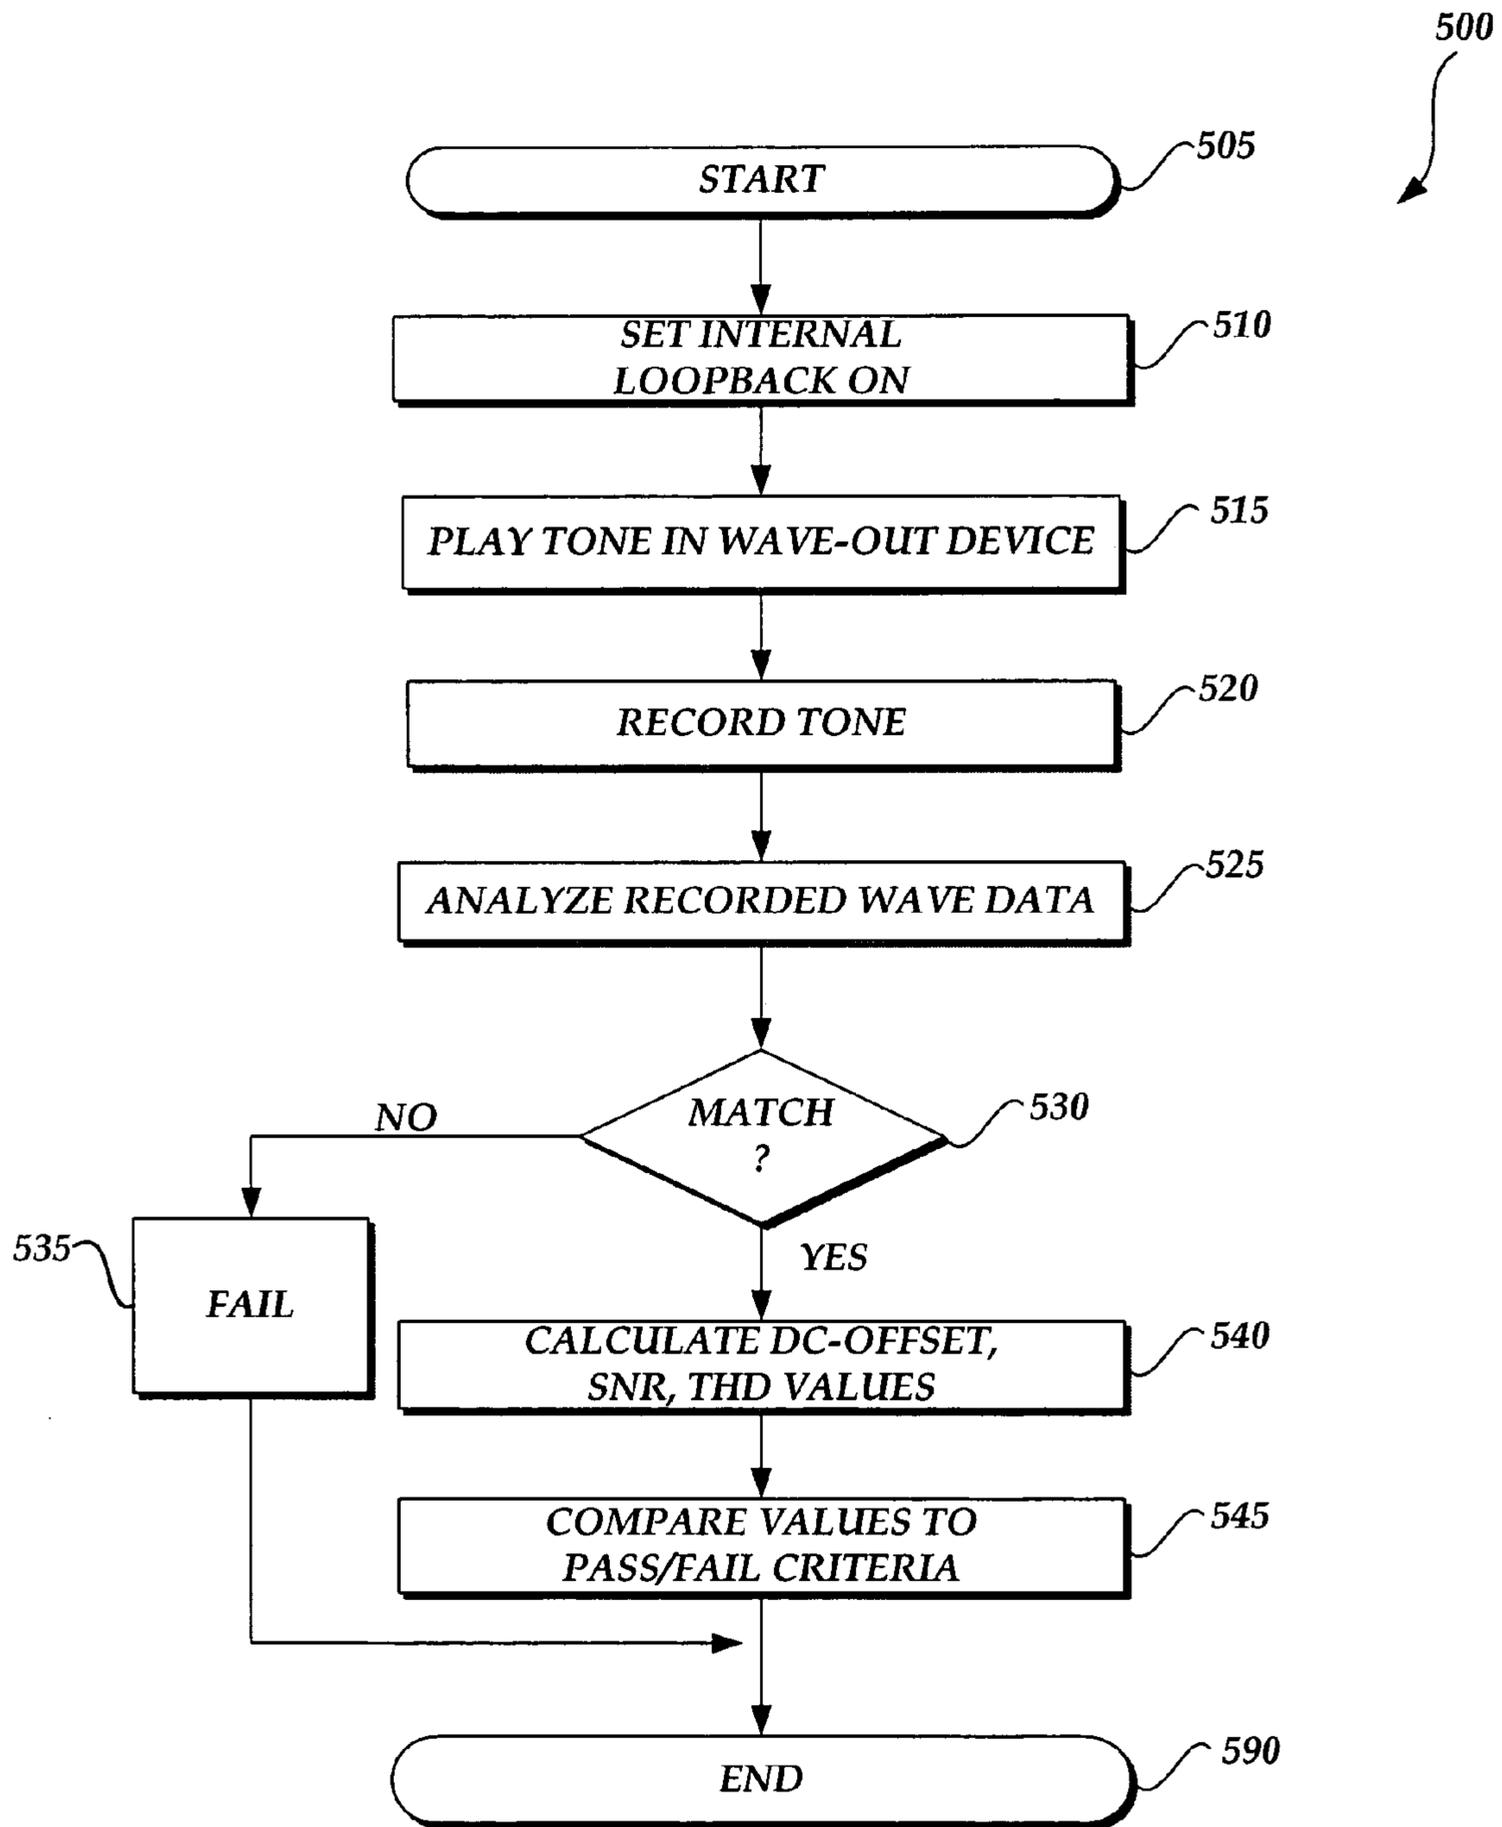 500
START
505
SET INTERNAL
LOOPBACK ON
510
PLAY TONE IN WAVE-OUT DEVICE
515
RECORD TONE
520
ANALYZE RECORDED WAVE DATA
525
MATCH
?
530
NO
YES
535
FAIL
CALCULATE DC-OFFSET,
SNR, THD VALUES
540
COMPARE VALUES TO
PASS/FAIL CRITERIA
545
END
590